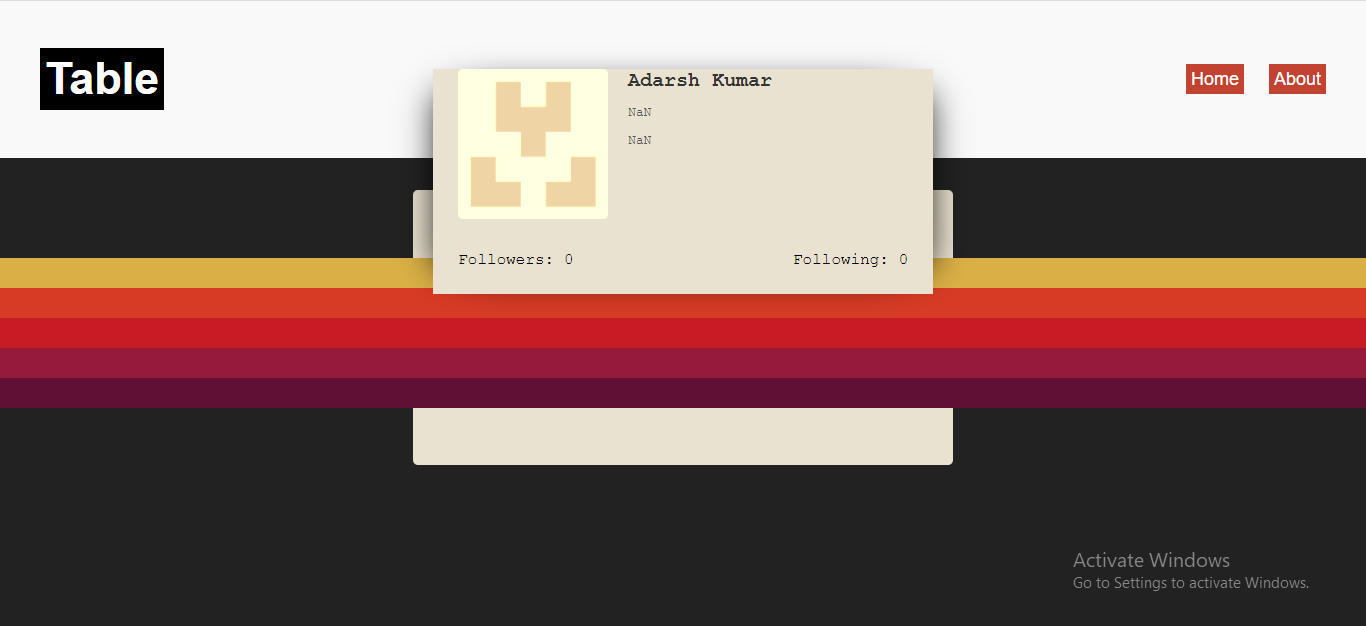 Table
Home
About
Adarsh Kumar
NaN
NaN
Followers: 0
Following: 0
Activate Windows
Go to Settings to activate Windows.